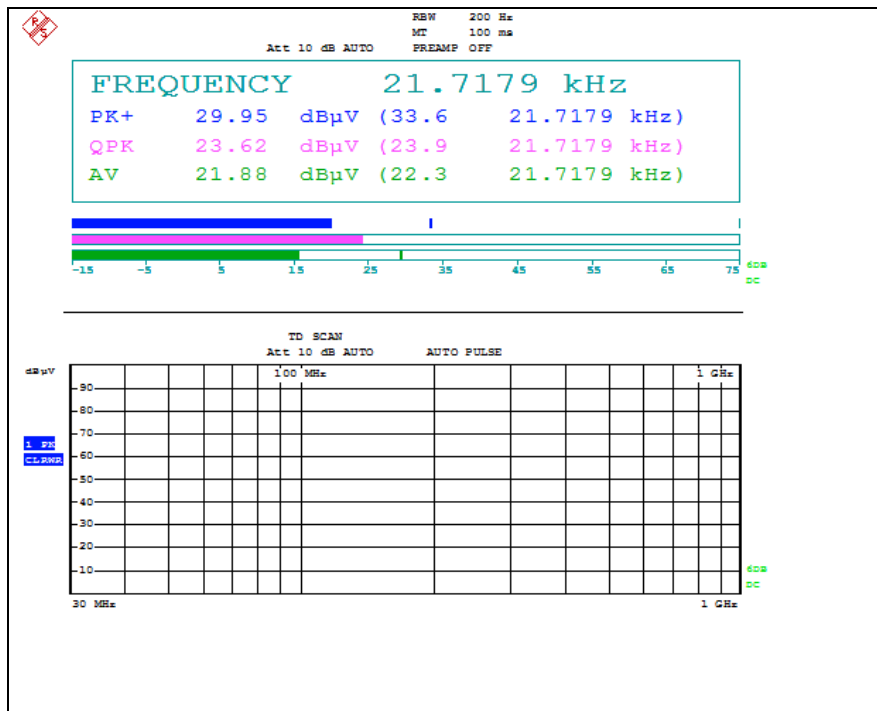 RBW 200 Hz
MT 100 ms
Att 10 dB AUTO PREAMP OFF
FREQUENCY 21.7179 kHz
PK+ 29.95 dBµV (33.6 21.7179 kHz)
QPK 23.62 dBµV (23.9 21.7179 kHz)
AV 21.88 dBµV (22.3 21.7179 kHz)
-15 -5 5 15 25 35 45 55 65 75
6DB
DC
TD SCAN
Att 10 dB AUTO AUTO PULSE
dBµV
100 MHz 1 GHz
90
80
70
1 PK
60
CLRWR
50
40
30
20
10
6DB
DC
30 MHz 1 GHz
R S